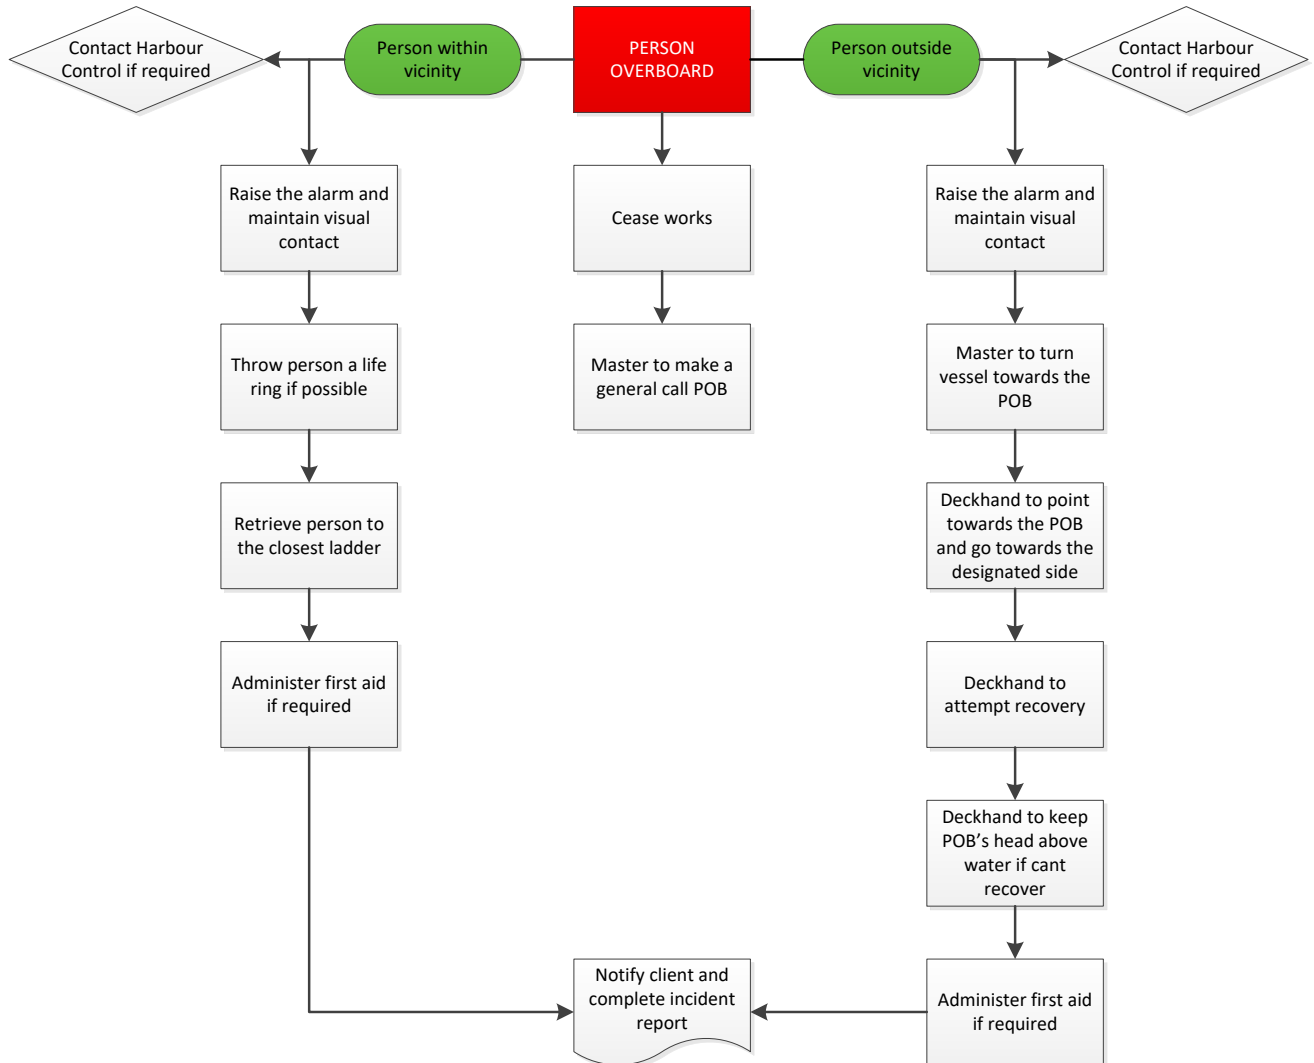 Contact Harbour
Control if required
Person within
vicinity
PERSON
OVERBOARD
Person outside
vicinity
Contact Harbour
Control if required
Raise the alarm and
maintain visual
contact
Cease works
Raise the alarm and
maintain visual
contact
Throw person a life
ring if possible
Master to make a
general call POB
Master to turn
vessel towards the
POB
Retrieve person to
the closest ladder
Deckhand to point
towards the POB
and go towards the
designated side
Administer first aid
if required
Deckhand to
attempt recovery
Deckhand to keep
POB’s head above
water if cant
recover
Notify client and
complete incident
report
Administer first aid
if required